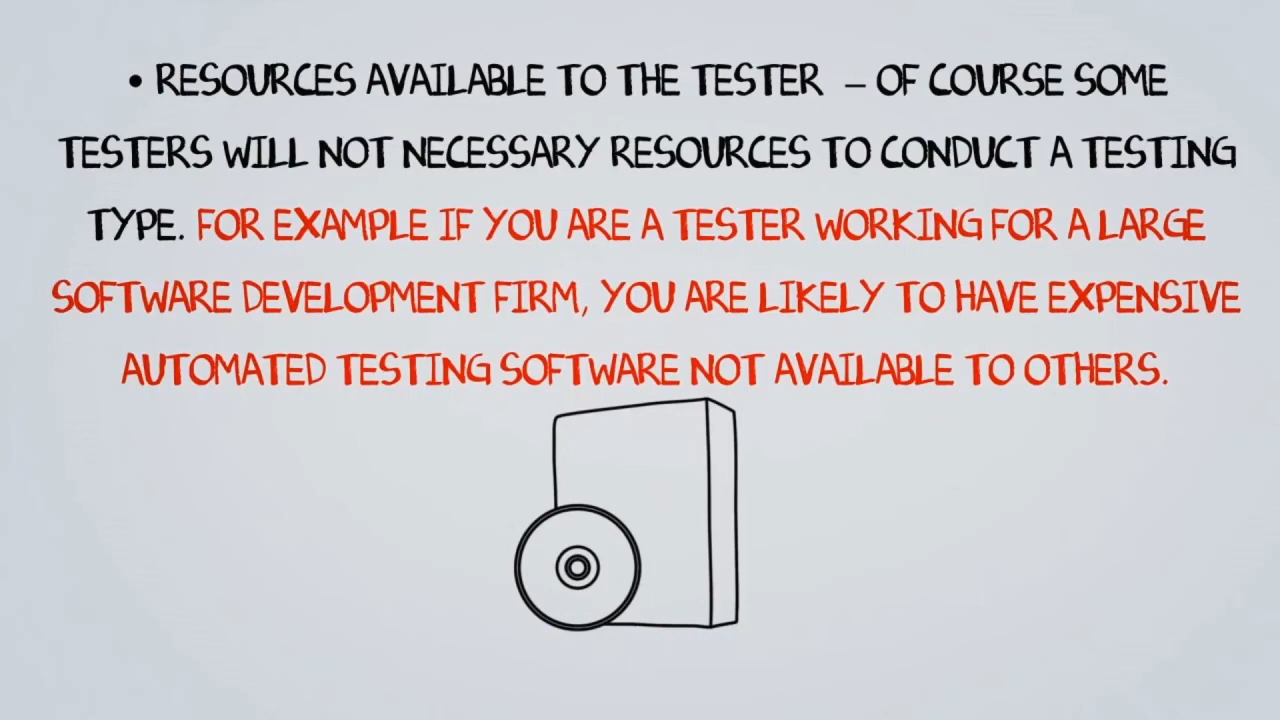 • RESOURCES AVAILABLE TO THE TESTER – OF COURSE SOME
TESTERS WILL NOT NECESSARY RESOURCES TO CONDUCT A TESTING
TYPE. FOR EXAMPLE IF YOU ARE A TESTER WORKING FOR A LARGE
SOFTWARE DEVELOPMENT FIRM, YOU ARE LIKELY TO HAVE EXPENSIVE
AUTOMATED TESTING SOFTWARE NOT AVAILABLE TO OTHERS.